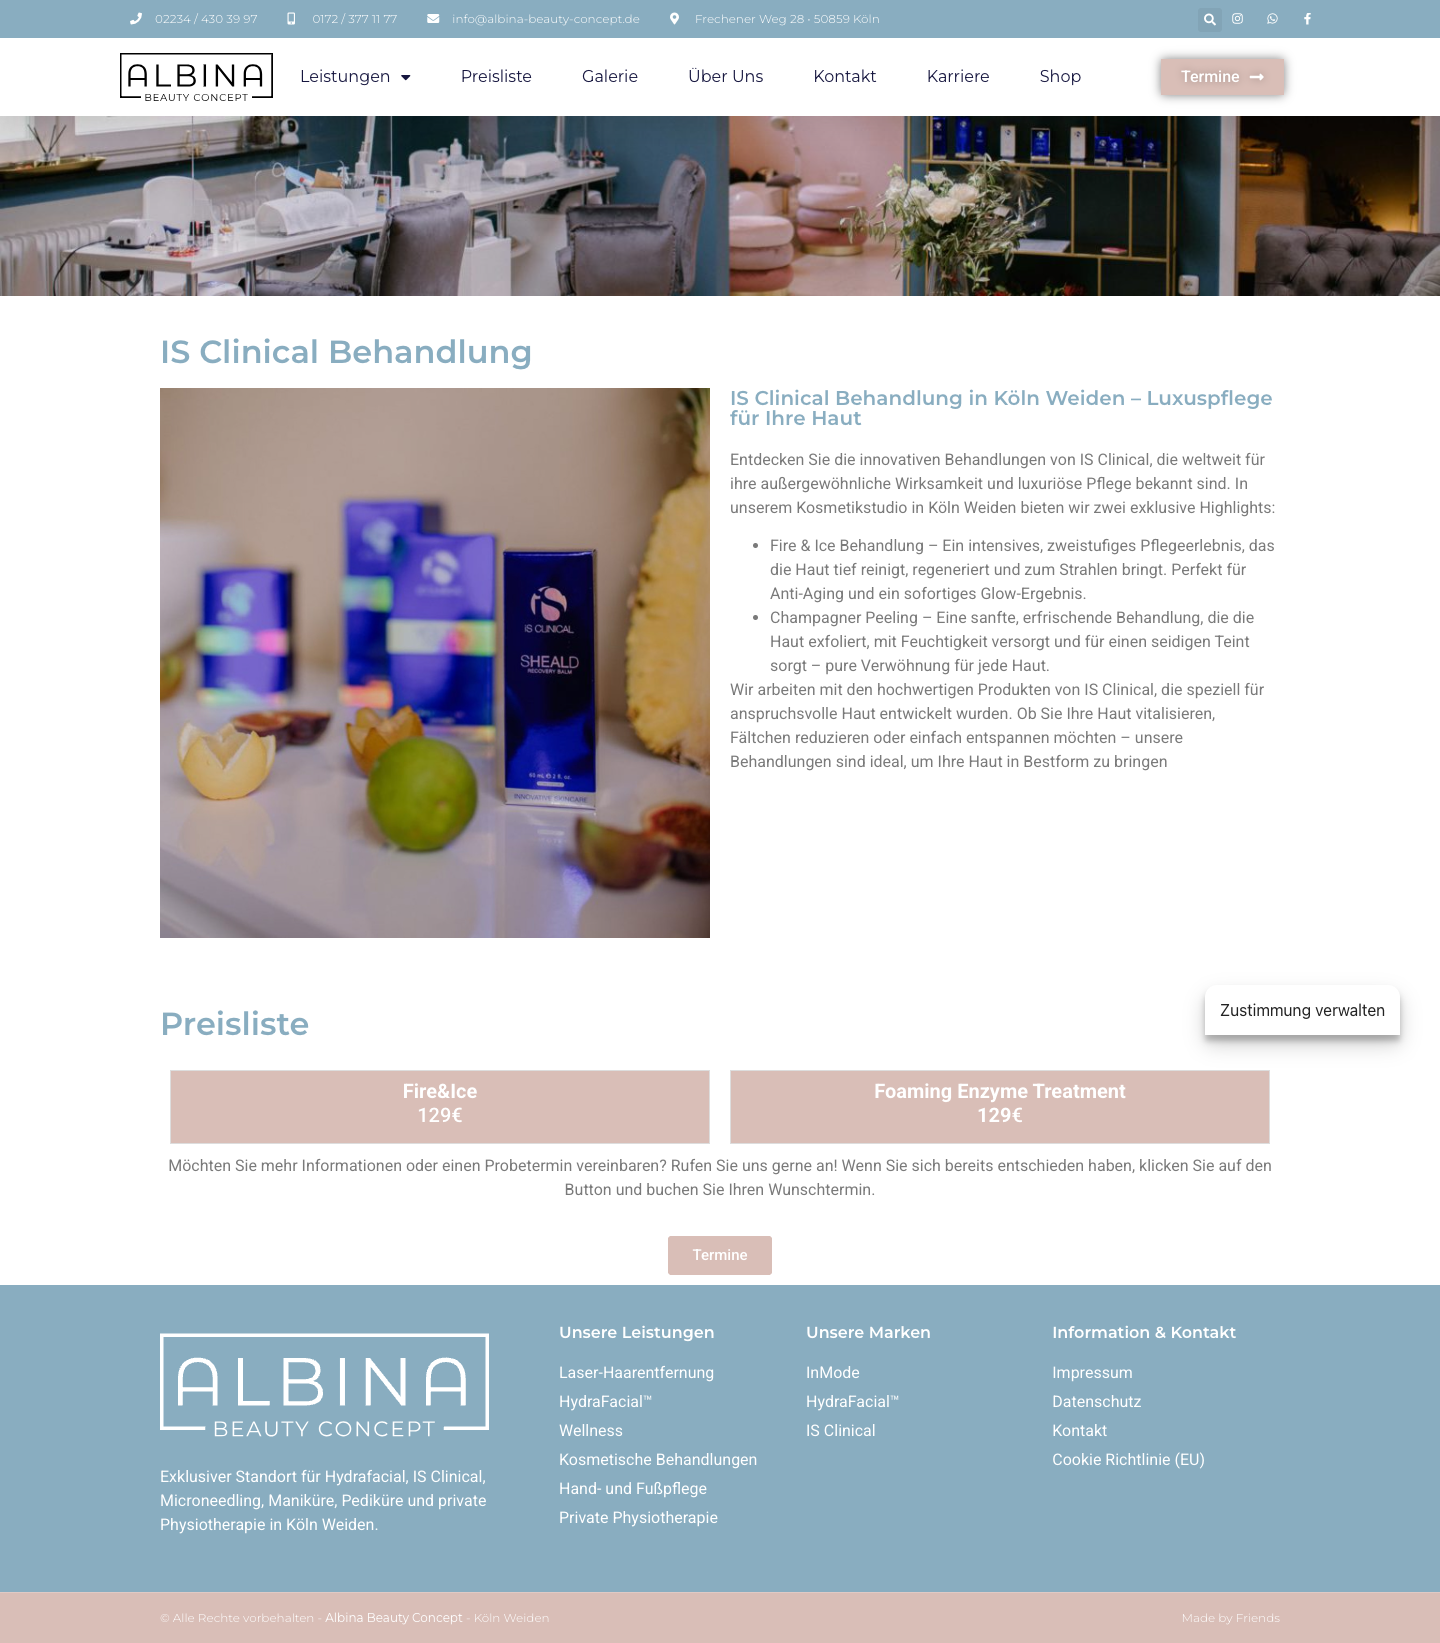 02234 / 430 39 97
0172 / 377 11 77
info@albina-beauty-concept.de
Frechener Weg 28 • 50859 Köln
ALBINA
BEAUTY CONCEPT
Leistungen
Preisliste
Galerie
Über Uns
Kontakt
Karriere
Shop
Termine
IS Clinical Behandlung
iS CLINICAL
SHEALD
RECOVERY BALM
INNOVATIVE SKINCARE
IS Clinical Behandlung in Köln Weiden – Luxuspflege
für Ihre Haut
Entdecken Sie die innovativen Behandlungen von IS Clinical, die weltweit für
ihre außergewöhnliche Wirksamkeit und luxuriöse Pflege bekannt sind. In
unserem Kosmetikstudio in Köln Weiden bieten wir zwei exklusive Highlights:
• Fire & Ice Behandlung – Ein intensives, zweistufiges Pflegeerlebnis, das
die Haut tief reinigt, regeneriert und zum Strahlen bringt. Perfekt für
Anti-Aging und ein sofortiges Glow-Ergebnis.
• Champagner Peeling – Eine sanfte, erfrischende Behandlung, die die
Haut exfoliert, mit Feuchtigkeit versorgt und für einen seidigen Teint
sorgt – pure Verwöhnung für jede Haut.
Wir arbeiten mit den hochwertigen Produkten von IS Clinical, die speziell für
anspruchsvolle Haut entwickelt wurden. Ob Sie Ihre Haut vitalisieren,
Fältchen reduzieren oder einfach entspannen möchten – unsere
Behandlungen sind ideal, um Ihre Haut in Bestform zu bringen
Preisliste
Zustimmung verwalten
Fire&Ice
129€
Foaming Enzyme Treatment
129€
Möchten Sie mehr Informationen oder einen Probetermin vereinbaren? Rufen Sie uns gerne an! Wenn Sie sich bereits entschieden haben, klicken Sie auf den
Button und buchen Sie Ihren Wunschtermin.
Termine
ALBINA
BEAUTY CONCEPT
Exklusiver Standort für Hydrafacial, IS Clinical,
Microneedling, Maniküre, Pediküre und private
Physiotherapie in Köln Weiden.
Unsere Leistungen
Laser-Haarentfernung
HydraFacial™
Wellness
Kosmetische Behandlungen
Hand- und Fußpflege
Private Physiotherapie
Unsere Marken
InMode
HydraFacial™
IS Clinical
Information & Kontakt
Impressum
Datenschutz
Kontakt
Cookie Richtlinie (EU)
© Alle Rechte vorbehalten - Albina Beauty Concept - Köln Weiden
Made by Friends